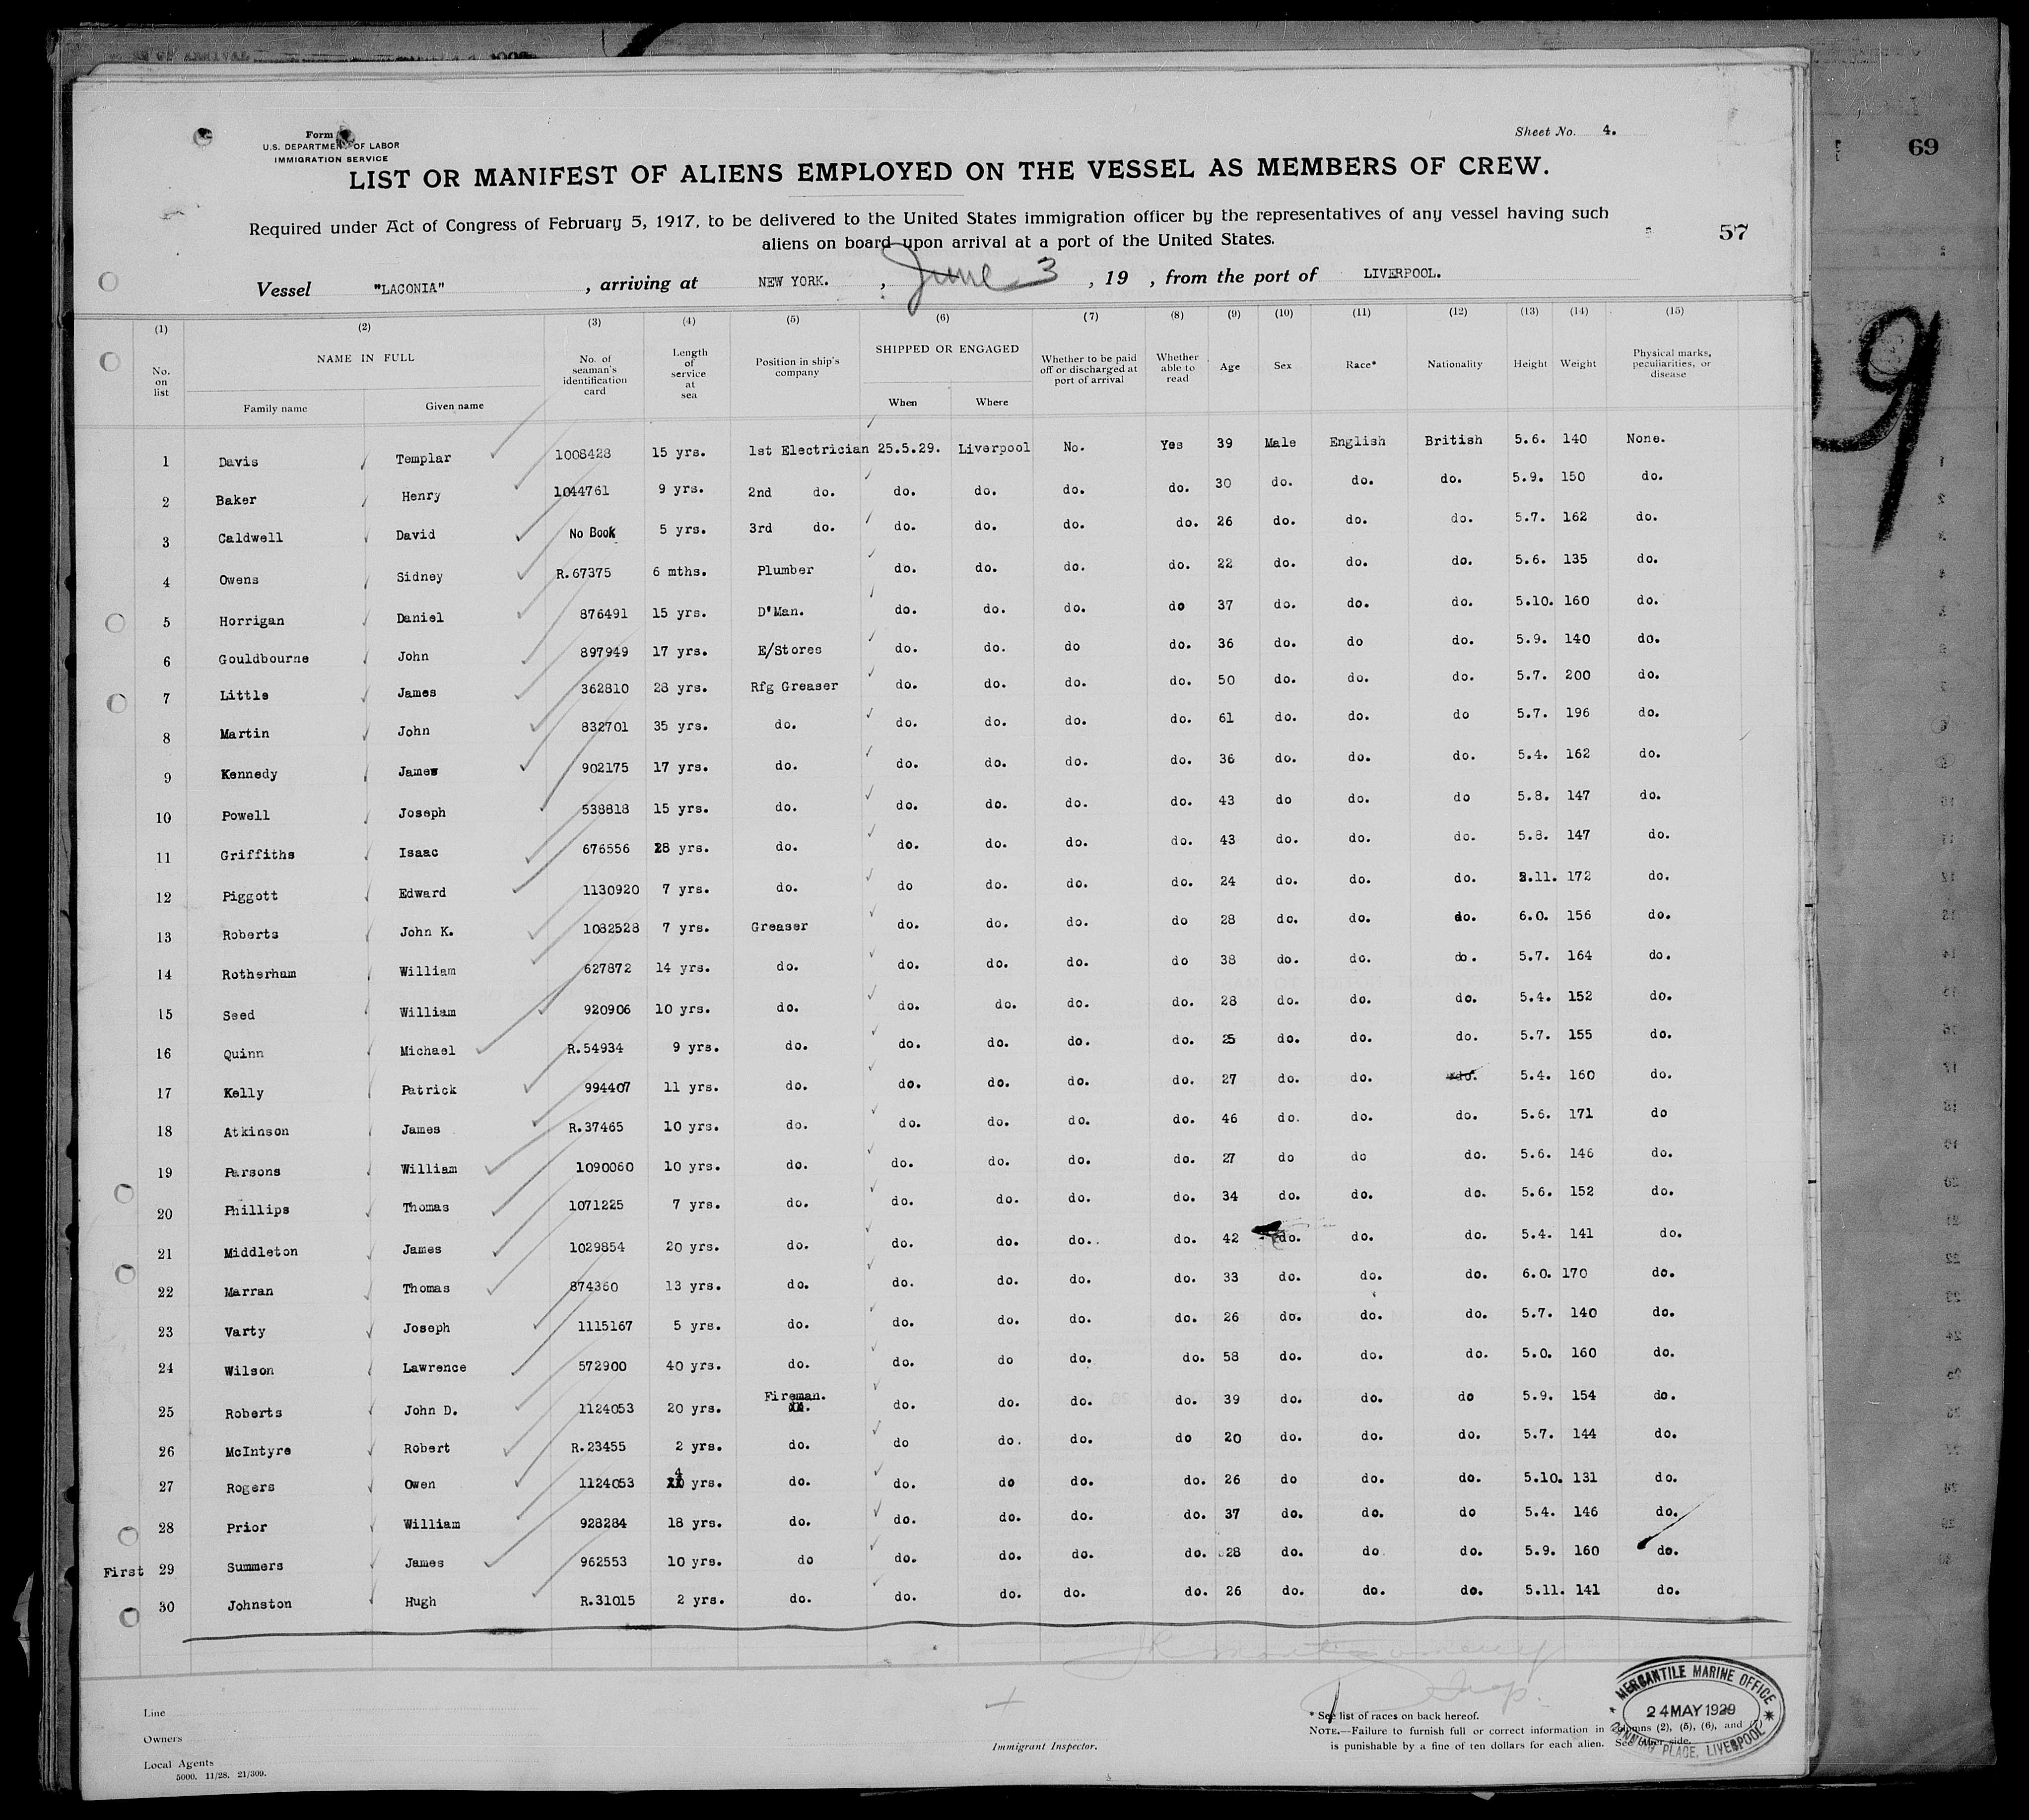 Sheet No. 4.
Form
U.S. DEPARTMENT OF LABOR
IMMIGRATION SERVICE
69
LIST OR MANIFEST OF ALIENS EMPLOYED ON THE VESSEL AS MEMBERS OF CREW.
Required under Act of Congress of February 5, 1917, to be delivered to the United States immigration officer by the representatives of any vessel having such
aliens on board upon arrival at a port of the United States.
57
Vessel "LACONIA" , arriving at NEW YORK. , June 3 , 19 , from the port of LIVERPOOL.
(1) (2) (3) (4) (5) (6) (7) (8) (9) (10) (11) (12) (13) (14) (15)
No. on list NAME IN FULL No. of seaman's identification card Length of service at sea Position in ship's company SHIPPED OR ENGAGED Whether to be paid off or discharged at port of arrival Whether able to read Age Sex Race* Nationality Height Weight Physical marks, peculiarities, or disease
Family name Given name When Where
1 Davis Templar 1008428 15 yrs. 1st Electrician 25.5.29. Liverpool No. Yes 39 Male English British 5.6. 140 None.
2 Baker Henry 1044761 9 yrs. 2nd do. do. do. do. do. 30 do. do. do. 5.9. 150 do.
3 Caldwell David No Book 5 yrs. 3rd do. do. do. do. do. 26 do. do. do. 5.7. 162 do.
4 Owens Sidney R.67375 6 mths. Plumber do. do. do. do. 22 do. do. do. 5.6. 135 do.
5 Horrigan Daniel 876491 15 yrs. D'Man. do. do. do. do 37 do. do. do. 5.10. 160 do.
6 Gouldbourne John 897949 17 yrs. E/Stores do. do. do do. 36 do. do do. 5.9. 140 do.
7 Little James 362810 28 yrs. Rfg Greaser do. do. do. do. 50 do. do. do. 5.7. 200 do.
8 Martin John 832701 35 yrs. do. do. do. do. do. 61 do. do. do 5.7. 196 do.
9 Kennedy James 902175 17 yrs. do. do. do. do. do. 36 do. do. do. 5.4. 162 do.
10 Powell Joseph 538818 15 yrs. do. do. do. do. do. 43 do do. do 5.8. 147 do.
11 Griffiths Isaac 676556 28 yrs. do. do. do. do. do. 43 do. do. do. 5.8. 147 do.
12 Piggott Edward 1130920 7 yrs. do. do do. do. do. 24 do. do. do. .11. 172 do.
13 Roberts John K. 1082528 7 yrs. Greaser do. do. do. do 28 do. do. do. 6.0. 156 do.
14 Rotherham William 627872 14 yrs. do. do. do. do. do 38 do. do. do. 5.7. 164 do.
15 Seed William 920906 10 yrs. do. do. do. do. do. 28 do. do. do. 5.4. 152 do.
16 Quinn Michael R.54934 9 yrs. do. do. do. do. do. 25 do. do. do. 5.7. 155 do.
17 Kelly Patrick 994407 11 yrs. do. do. do. do. do. 27 do. do. do. 5.4. 160 do.
18 Atkinson James R.37465 10 yrs. do. do. do. do. do. 46 do. do. do. 5.6. 171 do
19 Parsons William 1090060 10 yrs. do. do. do. do. do. 27 do do do. 5.6. 146 do.
20 Phillips Thomas 1071225 7 yrs. do. do. do. do. do. 34 do. do. do. 5.6. 152 do.
21 Middleton James 1029854 20 yrs. do. do. do. do. do. 42 do. do. do. 5.4. 141 do.
22 Marran Thomas 874360 13 yrs. do. do. do. do. do. 33 do. do. do. 6.0. 170 do.
23 Varty Joseph 1115167 5 yrs. do. do. do. do. do. 26 do. do. do. 5.7. 140 do.
24 Wilson Lawrence 572900 40 yrs. do. do. do do. do. 58 do. do. do. 5.0. 160 do.
25 Roberts John D. 1124053 20 yrs. Fireman. do. do. do. do. 39 do. do. do 5.9. 154 do.
26 McIntyre Robert R.23455 2 yrs. do. do do. do. do 20 do. do. do. 5.7. 144 do.
27 Rogers Owen 1124053 4 yrs. do. do. do do. do. 26 do do. do. 5.10. 131 do.
28 Prior William 928284 18 yrs. do. do. do. do. do. 37 do. do. do 5.4. 146 do.
First 29 Summers James 962553 10 yrs. do do. do. do. do. 28 do. do do. 5.9. 160 do.
30 Johnston Hugh R.31015 2 yrs. do. do. do. do. do. 26 do. do. do. 5.11. 141 do.
Line
Owners
Local Agents
5000. 11/28. 21/309.
Immigrant Inspector.
* See list of races on back hereof.
NOTE.—Failure to furnish full or correct information in columns (2), (5), (6), and
is punishable by a fine of ten dollars for each alien. See other side.
MERCANTILE MARINE OFFICE
24 MAY 1929
CANNING PLACE, LIVERPOOL